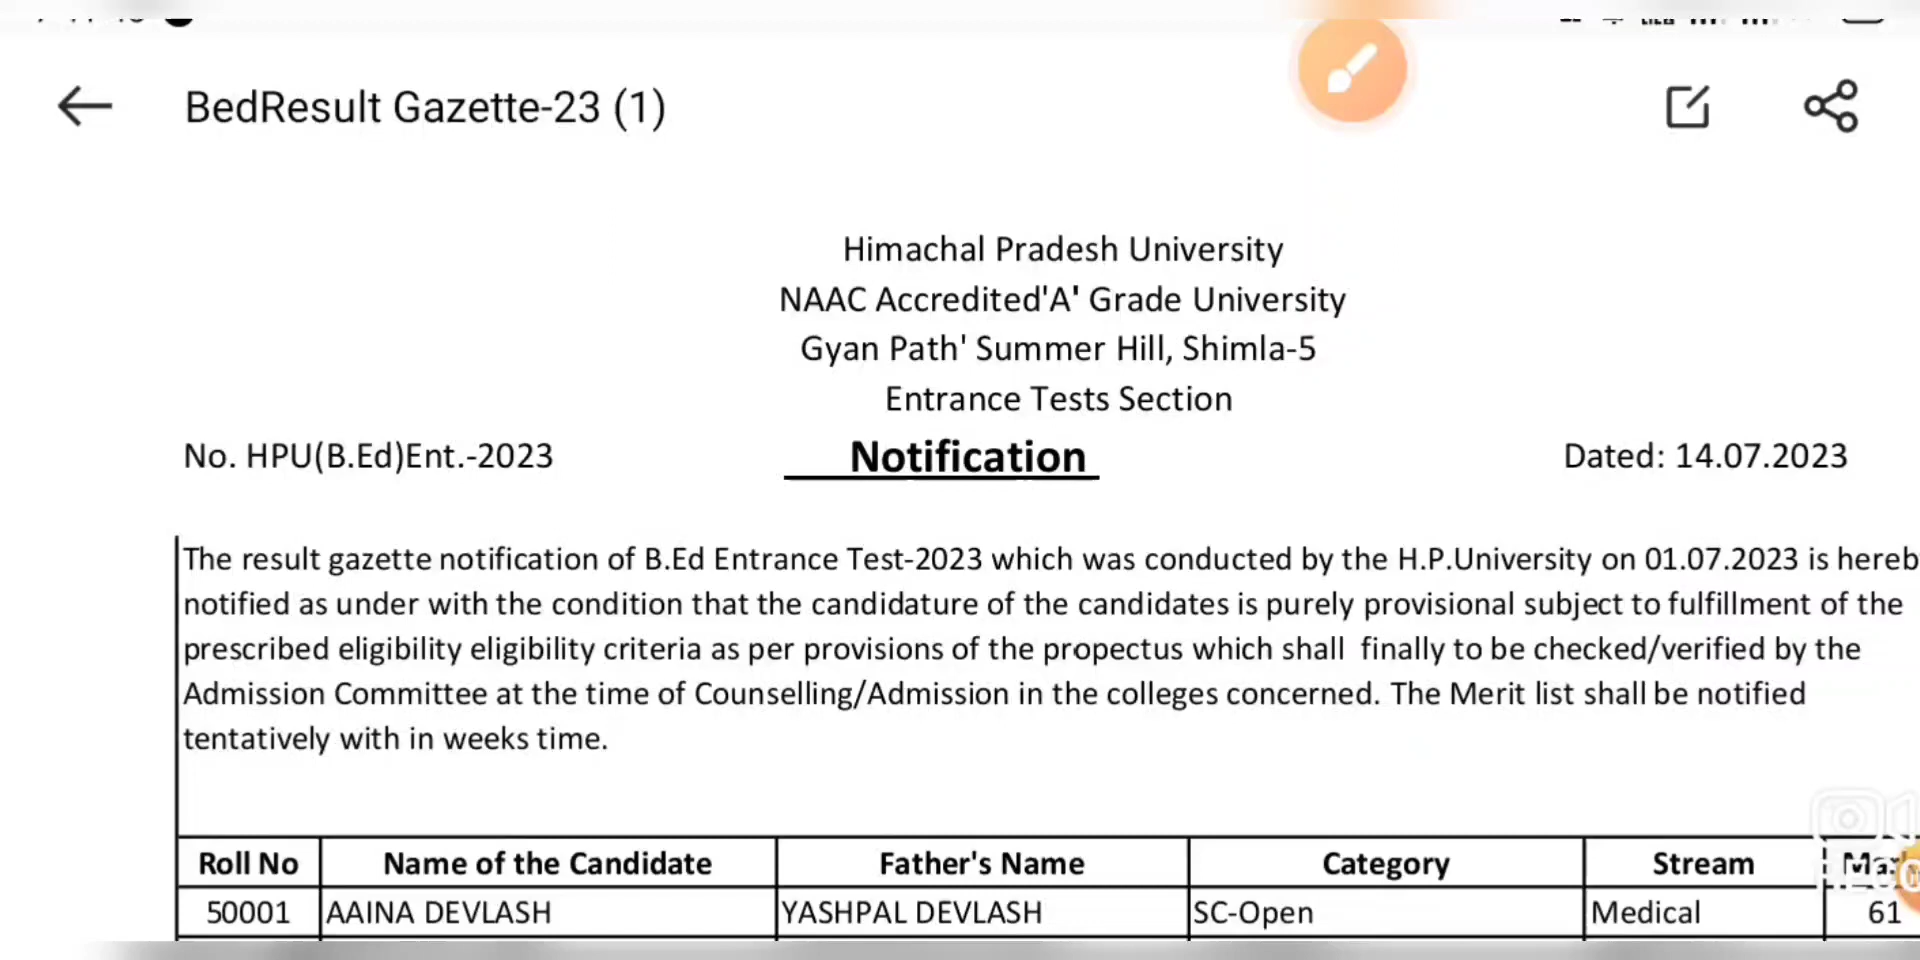 BedResult Gazette-23 (1)
Himachal Pradesh University
NAAC Accredited'A' Grade University
Gyan Path' Summer Hill, Shimla-5
Entrance Tests Section
No. HPU(B.Ed)Ent.-2023 Notification Dated: 14.07.2023
The result gazette notification of B.Ed Entrance Test-2023 which was conducted by the H.P.University on 01.07.2023 is hereb
notified as under with the condition that the candidature of the candidates is purely provisional subject to fulfillment of the
prescribed eligibility eligibility criteria as per provisions of the propectus which shall finally to be checked/verified by the
Admission Committee at the time of Counselling/Admission in the colleges concerned. The Merit list shall be notified
tentatively with in weeks time.
Roll No Name of the Candidate Father's Name Category Stream
50001 AAINA DEVLASH YASHPAL DEVLASH SC-Open Medical 61